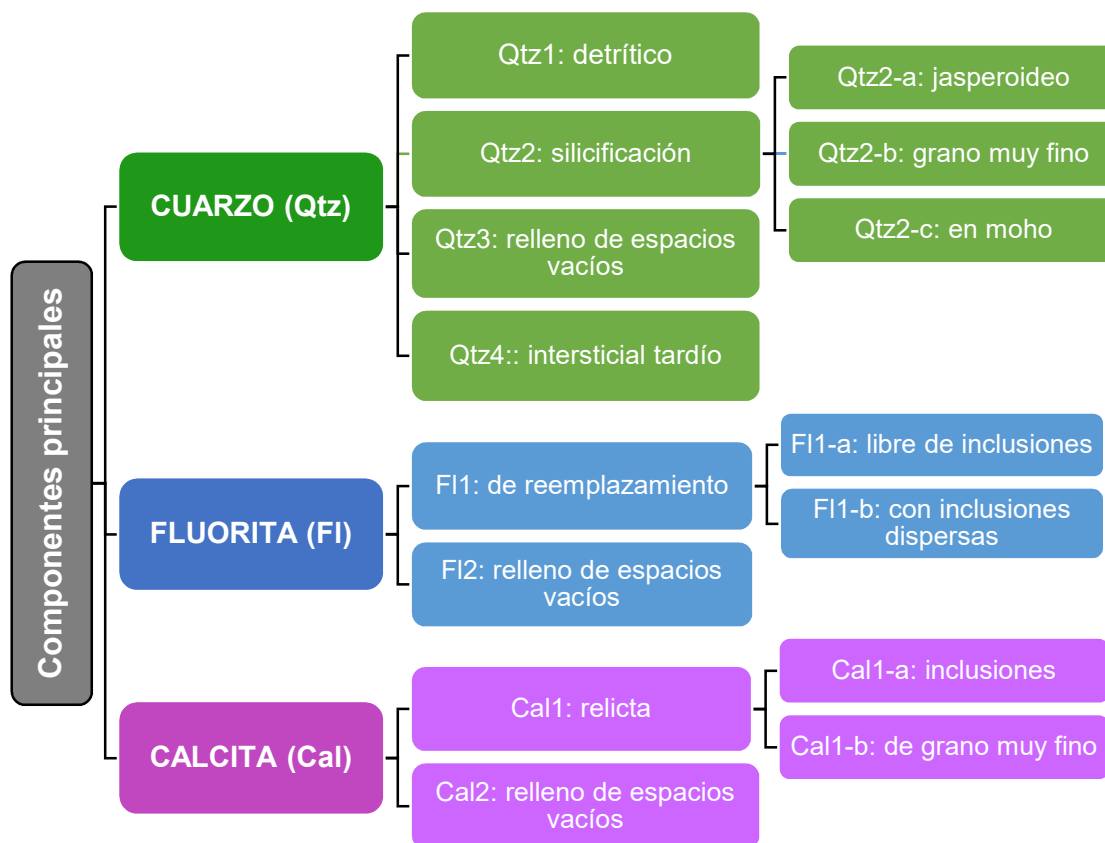 Componentes principales
CUARZO (Qtz)
Qtz1: detrítico
Qtz2: silicificación
Qtz2-a: jasperoideo
Qtz2-b: grano muy fino
Qtz2-c: en moho
Qtz3: relleno de espacios
vacíos
Qtz4:: intersticial tardío
FLUORITA (Fl)
Fl1: de reemplazamiento
Fl1-a: libre de inclusiones
Fl1-b: con inclusiones
dispersas
Fl2: relleno de espacios
vacíos
CALCITA (Cal)
Cal1: relicta
Cal1-a: inclusiones
Cal1-b: de grano muy fino
Cal2: relleno de espacios
vacíos